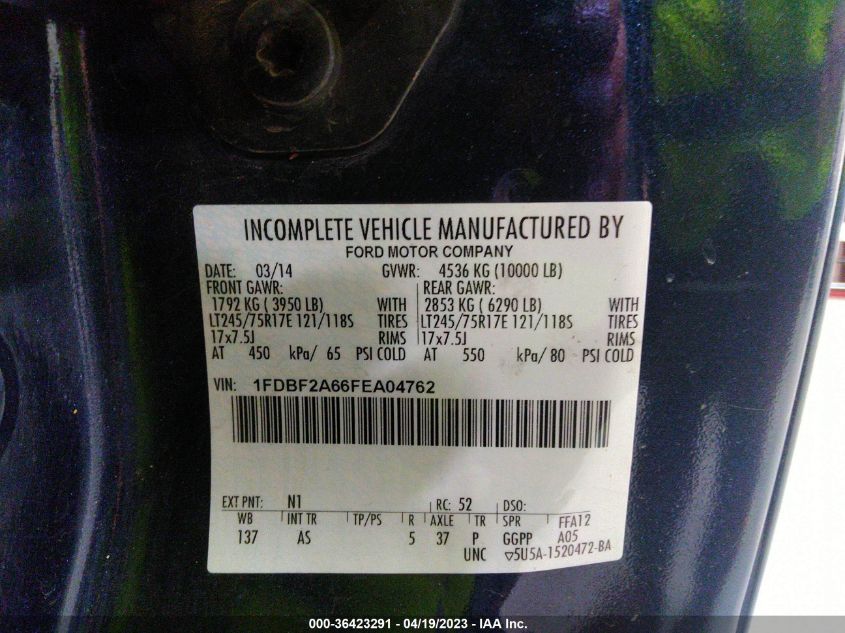 INCOMPLETE VEHICLE MANUFACTURED BY
FORD MOTOR COMPANY
DATE: 03/14 GVWR: 4536 KG (10000 LB)
FRONT GAWR: REAR GAWR:
1792 KG ( 3950 LB) WITH 2853 KG ( 6290 LB) WITH
LT245/75R17E 121/118S TIRES LT245/75R17E 121/118S TIRES
17x7.5J RIMS 17x7.5J RIMS
AT 450 kPa/ 65 PSI COLD AT 550 kPa/ 80 PSI COLD
VIN: 1FDBF2A66FEA04762
EXT PNT: N1 RC: 52 DSO:
WB INT TR TP/PS R AXLE TR SPR FFA12
137 AS 5 37 P GGPP A05
UNC ▽5U5A-1520472-BA
000-36423291 - 04/19/2023 - IAA Inc.